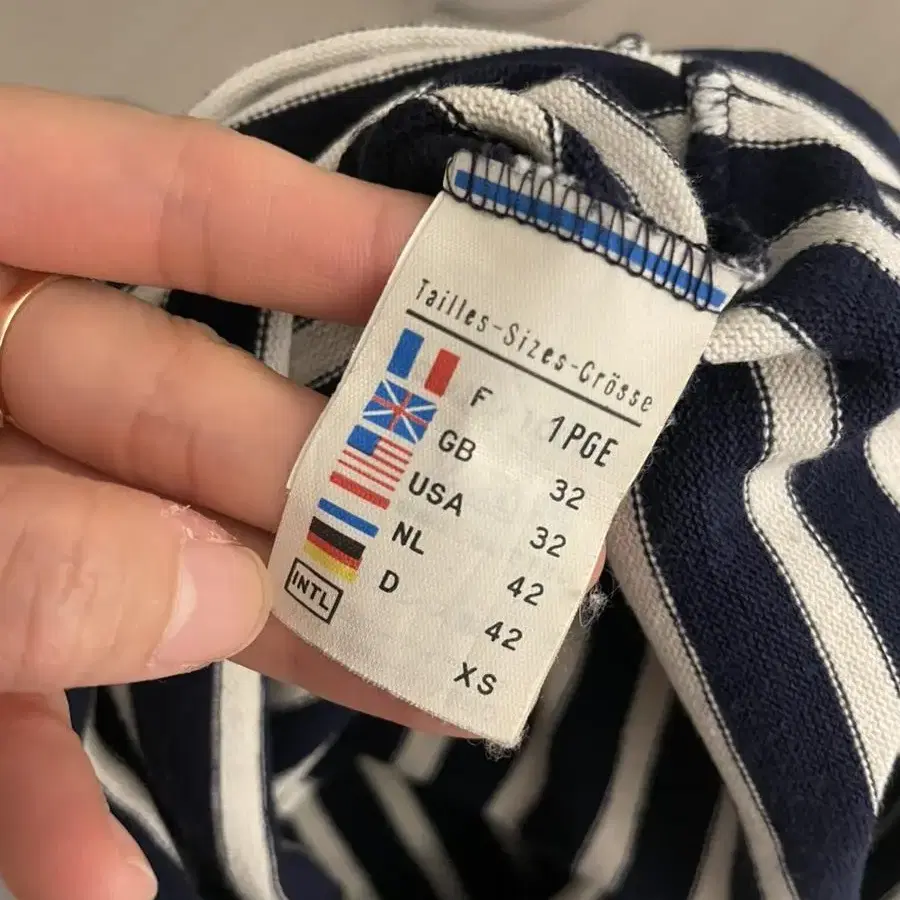 Tailles-Sizes-Grösse
F 1PGE
GB 32
USA 32
NL 42
D 42
INTL XS